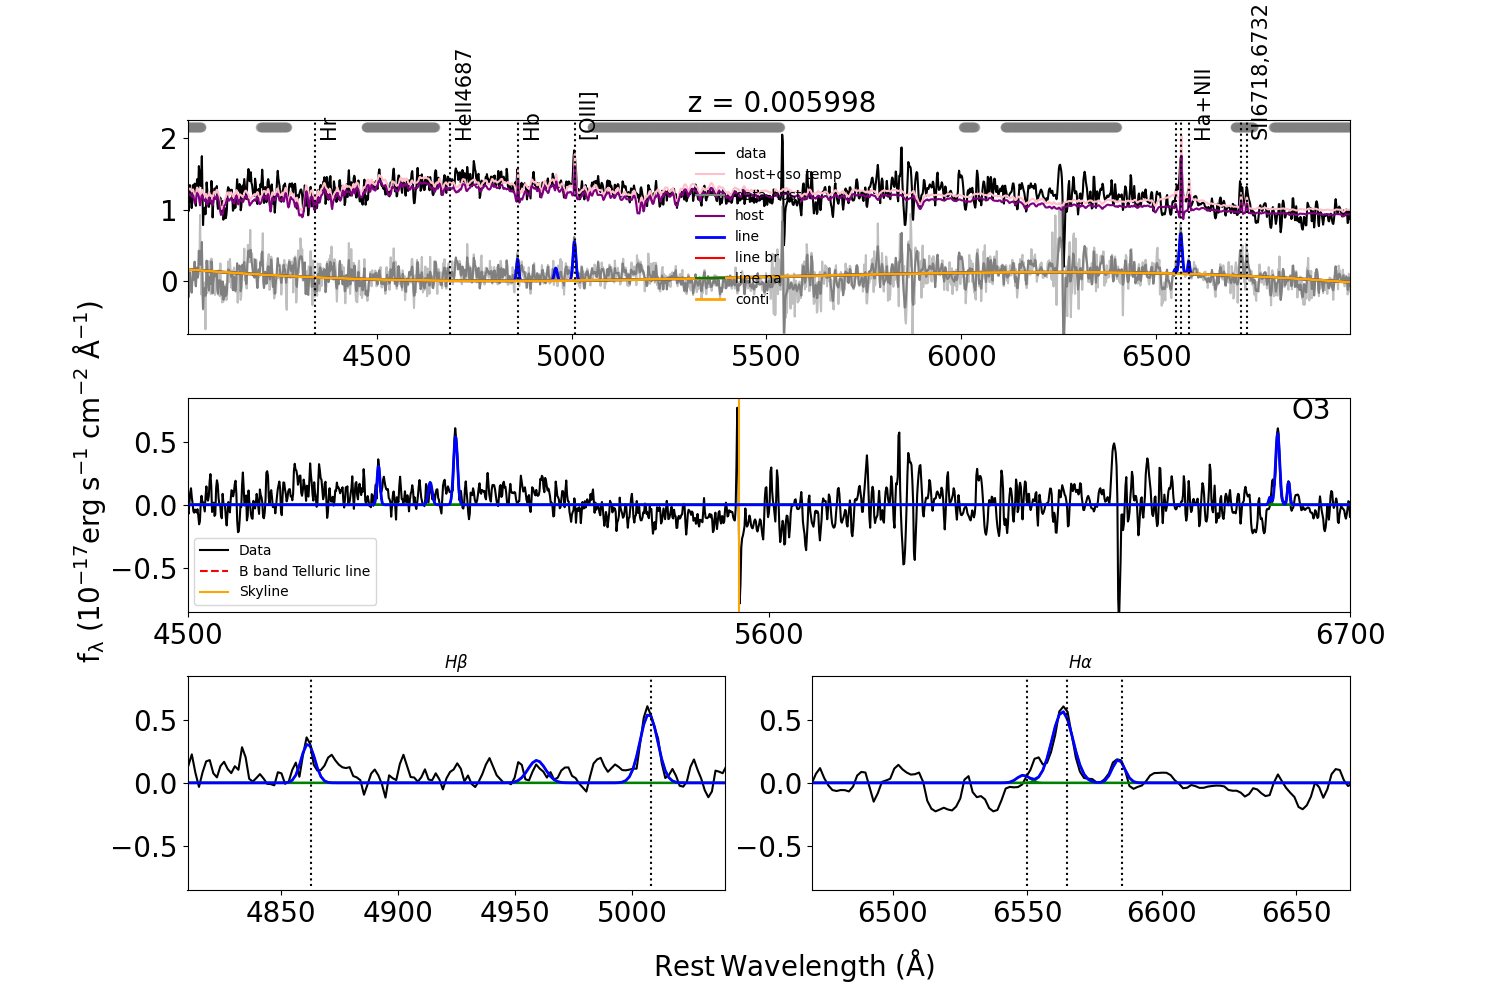 z = 0.005998
Hr
HeII4687
Hb
[OIII]
Ha+NII
SII6718,6732
2
1
0
data
host+qso temp
host
line
line br
line na
conti
4500 5000 5500 6000 6500
fλ (10⁻¹⁷erg s⁻¹ cm⁻² Å⁻¹)
O3
0.5
0.0
−0.5
Data
B band Telluric line
Skyline
4500 5600 6700
Hβ
0.5
0.0
−0.5
4850 4900 4950 5000
Hα
0.5
0.0
−0.5
6500 6550 6600 6650
Rest Wavelength (Å)